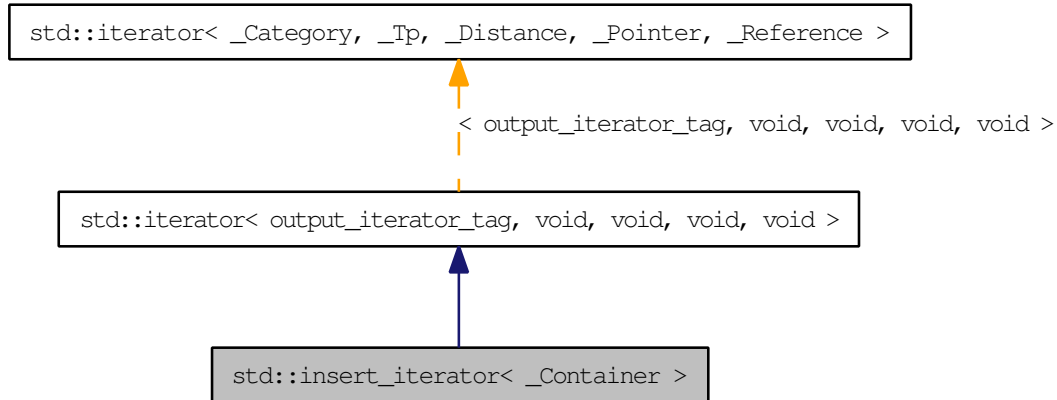 std::iterator< _Category, _Tp, _Distance, _Pointer, _Reference >
< output_iterator_tag, void, void, void, void >
std::iterator< output_iterator_tag, void, void, void, void >
std::insert_iterator< _Container >